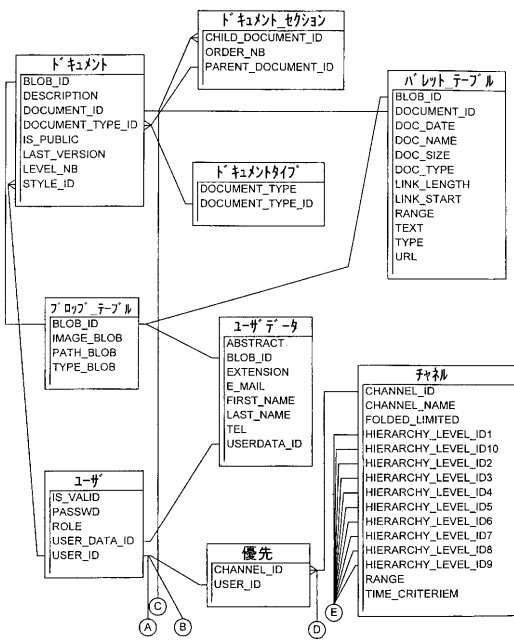 ドキュメント_セクション
CHILD_DOCUMENT_ID
ORDER_NB
PARENT_DOCUMENT_ID
ドキュメント
BLOB_ID
DESCRIPTION
DOCUMENT_ID
DOCUMENT_TYPE_ID
IS_PUBLIC
LAST_VERSION
LEVEL_NB
STYLE_ID
パレット_テーブル
BLOB_ID
DOCUMENT_ID
DOC_DATE
DOC_NAME
DOC_SIZE
DOC_TYPE
LINK_LENGTH
LINK_START
RANGE
TEXT
TYPE
URL
ドキュメントタイプ
DOCUMENT_TYPE
DOCUMENT_TYPE_ID
ブロップ_テーブル
BLOB_ID
IMAGE_BLOB
PATH_BLOB
TYPE_BLOB
ユーザデータ
ABSTRACT
BLOB_ID
EXTENSION
E_MAIL
FIRST_NAME
LAST_NAME
TEL
USERDATA_ID
チャネル
CHANNEL_ID
CHANNEL_NAME
FOLDED_LIMITED
HIERARCHY_LEVEL_ID1
HIERARCHY_LEVEL_ID10
HIERARCHY_LEVEL_ID2
HIERARCHY_LEVEL_ID3
HIERARCHY_LEVEL_ID4
HIERARCHY_LEVEL_ID5
HIERARCHY_LEVEL_ID6
HIERARCHY_LEVEL_ID7
HIERARCHY_LEVEL_ID8
HIERARCHY_LEVEL_ID9
RANGE
TIME_CRITERIEM
ユーザ
IS_VALID
PASSWD
ROLE
USER_DATA_ID
USER_ID
優先
CHANNEL_ID
USER_ID
A
C
B
D
E